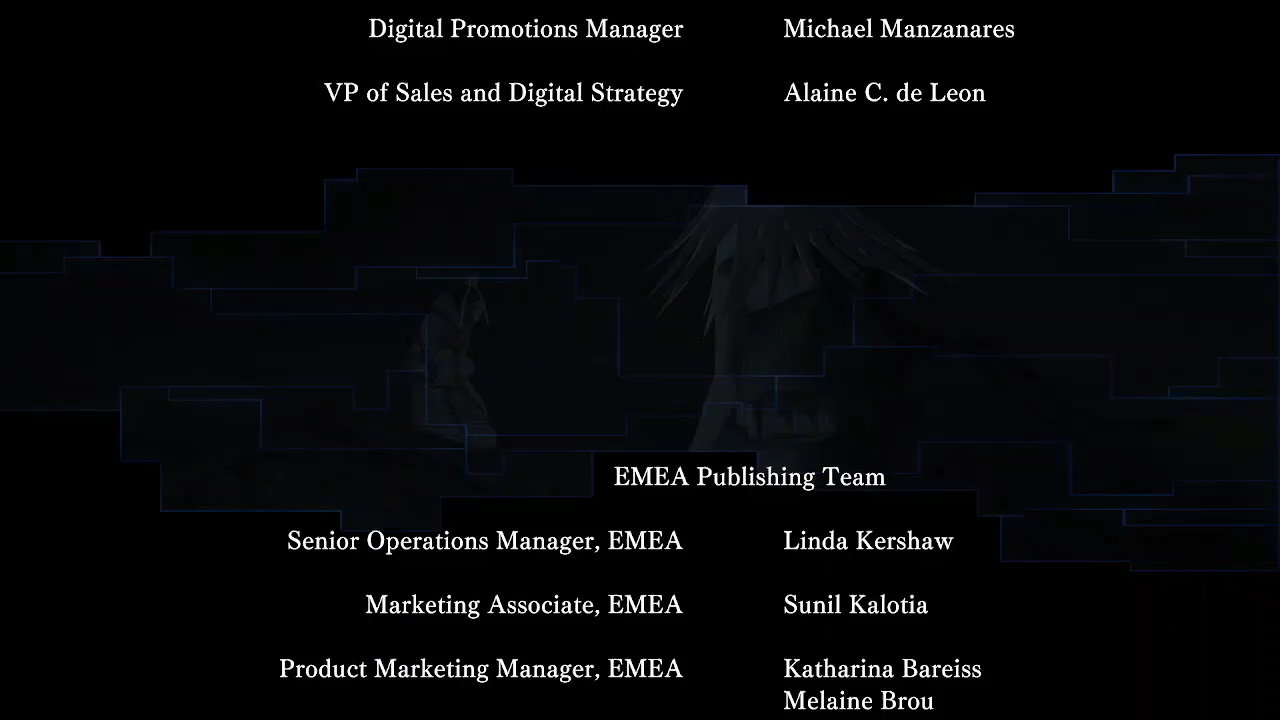 Digital Promotions Manager Michael Manzanares
VP of Sales and Digital Strategy Alaine C. de Leon
EMEA Publishing Team
Senior Operations Manager, EMEA Linda Kershaw
Marketing Associate, EMEA Sunil Kalotia
Product Marketing Manager, EMEA Katharina Bareiss
Melaine Brou